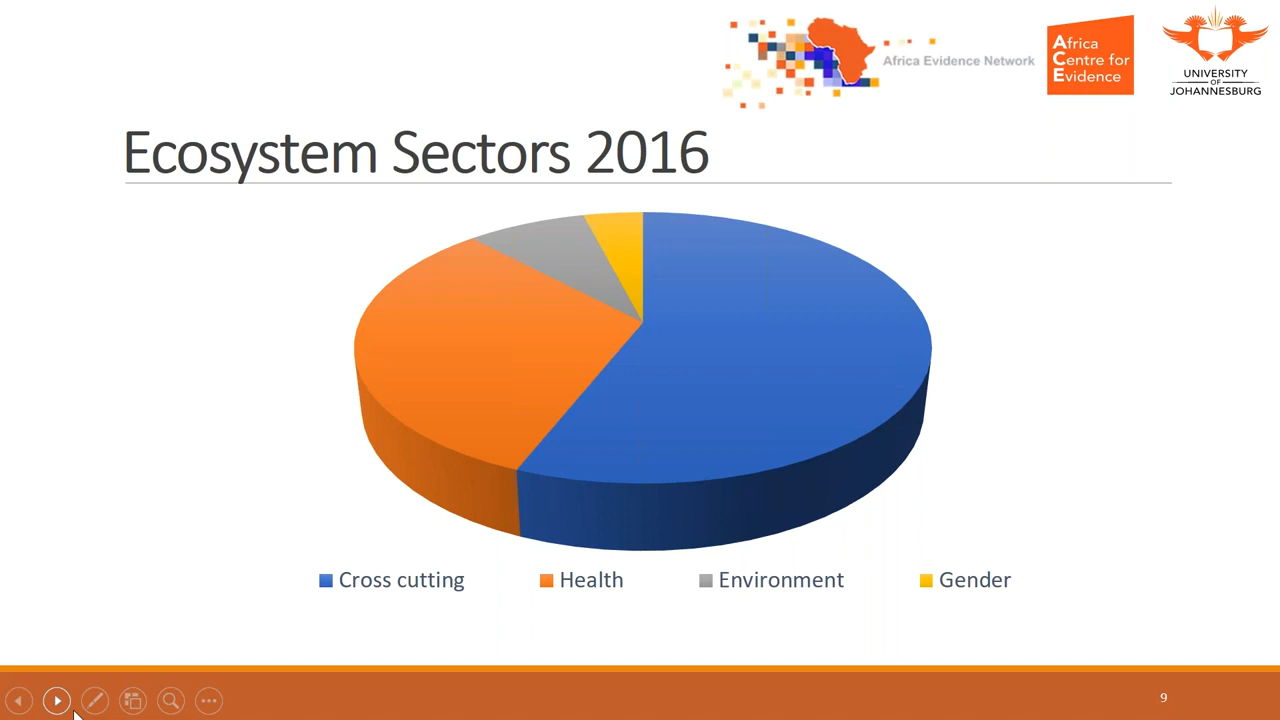 Africa Evidence Network
Africa
Centre for
Evidence
UNIVERSITY
OF
JOHANNESBURG
Ecosystem Sectors 2016
Cross cutting
Health
Environment
Gender
9